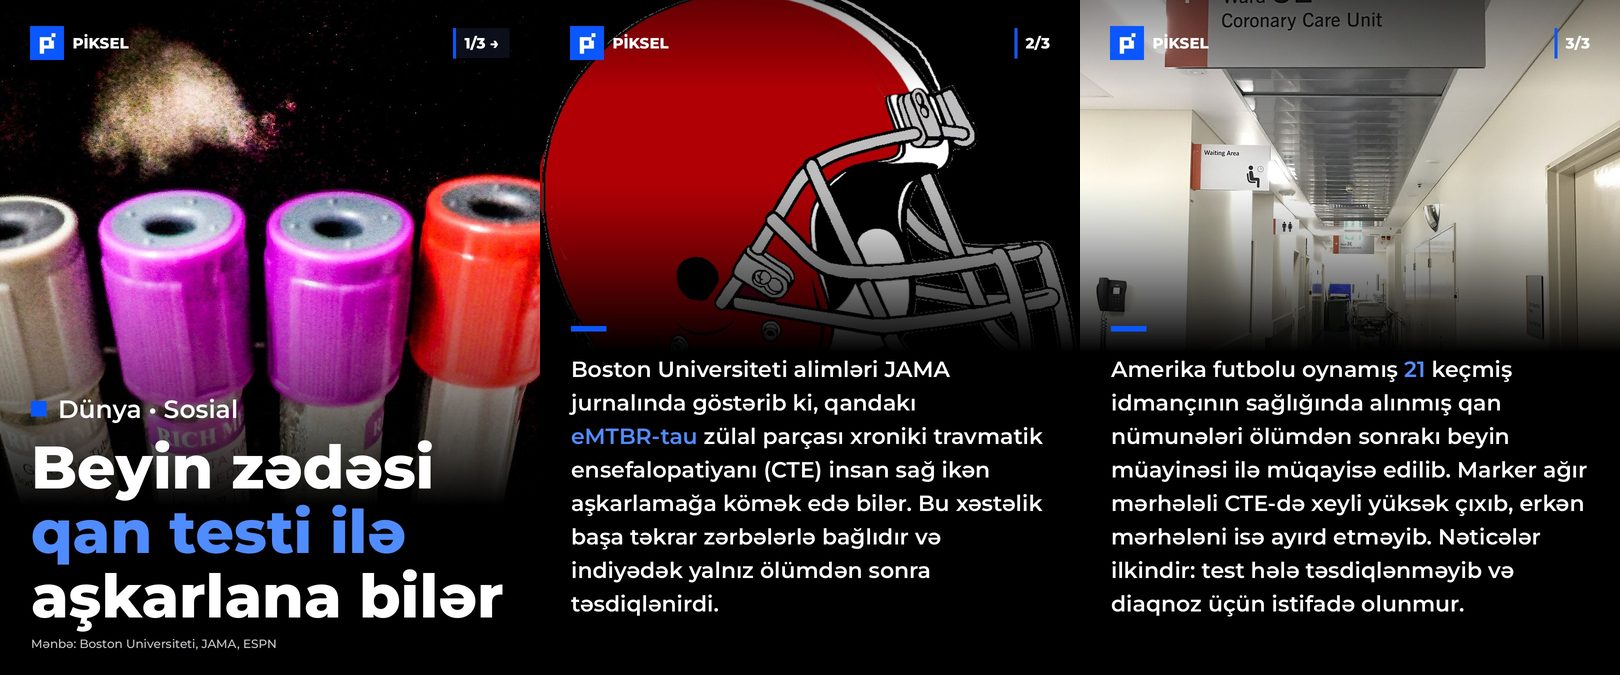 PİKSEL
1/3 →
Dünya • Sosial
Beyin zədəsi
qan testi ilə
aşkarlana bilər
Mənbə: Boston Universiteti, JAMA, ESPN
PİKSEL
2/3
Boston Universiteti alimləri JAMA
jurnalında göstərib ki, qandakı
eMTBR-tau zülal parçası xroniki travmatik
ensefalopatiyanı (CTE) insan sağ ikən
aşkarlamağa kömək edə bilər. Bu xəstəlik
başa təkrar zərbələrlə bağlıdır və
indiyədək yalnız ölümdən sonra
təsdiqlənirdi.
Coronary Care Unit
PİKSEL
3/3
Waiting Area
Amerika futbolu oynamış 21 keçmiş
idmançının sağlığında alınmış qan
nümunələri ölümdən sonrakı beyin
müayinəsi ilə müqayisə edilib. Marker ağır
mərhələli CTE-də xeyli yüksək çıxıb, erkən
mərhələni isə ayırd etməyib. Nəticələr
ilkindir: test hələ təsdiqlənməyib və
diaqnoz üçün istifadə olunmur.